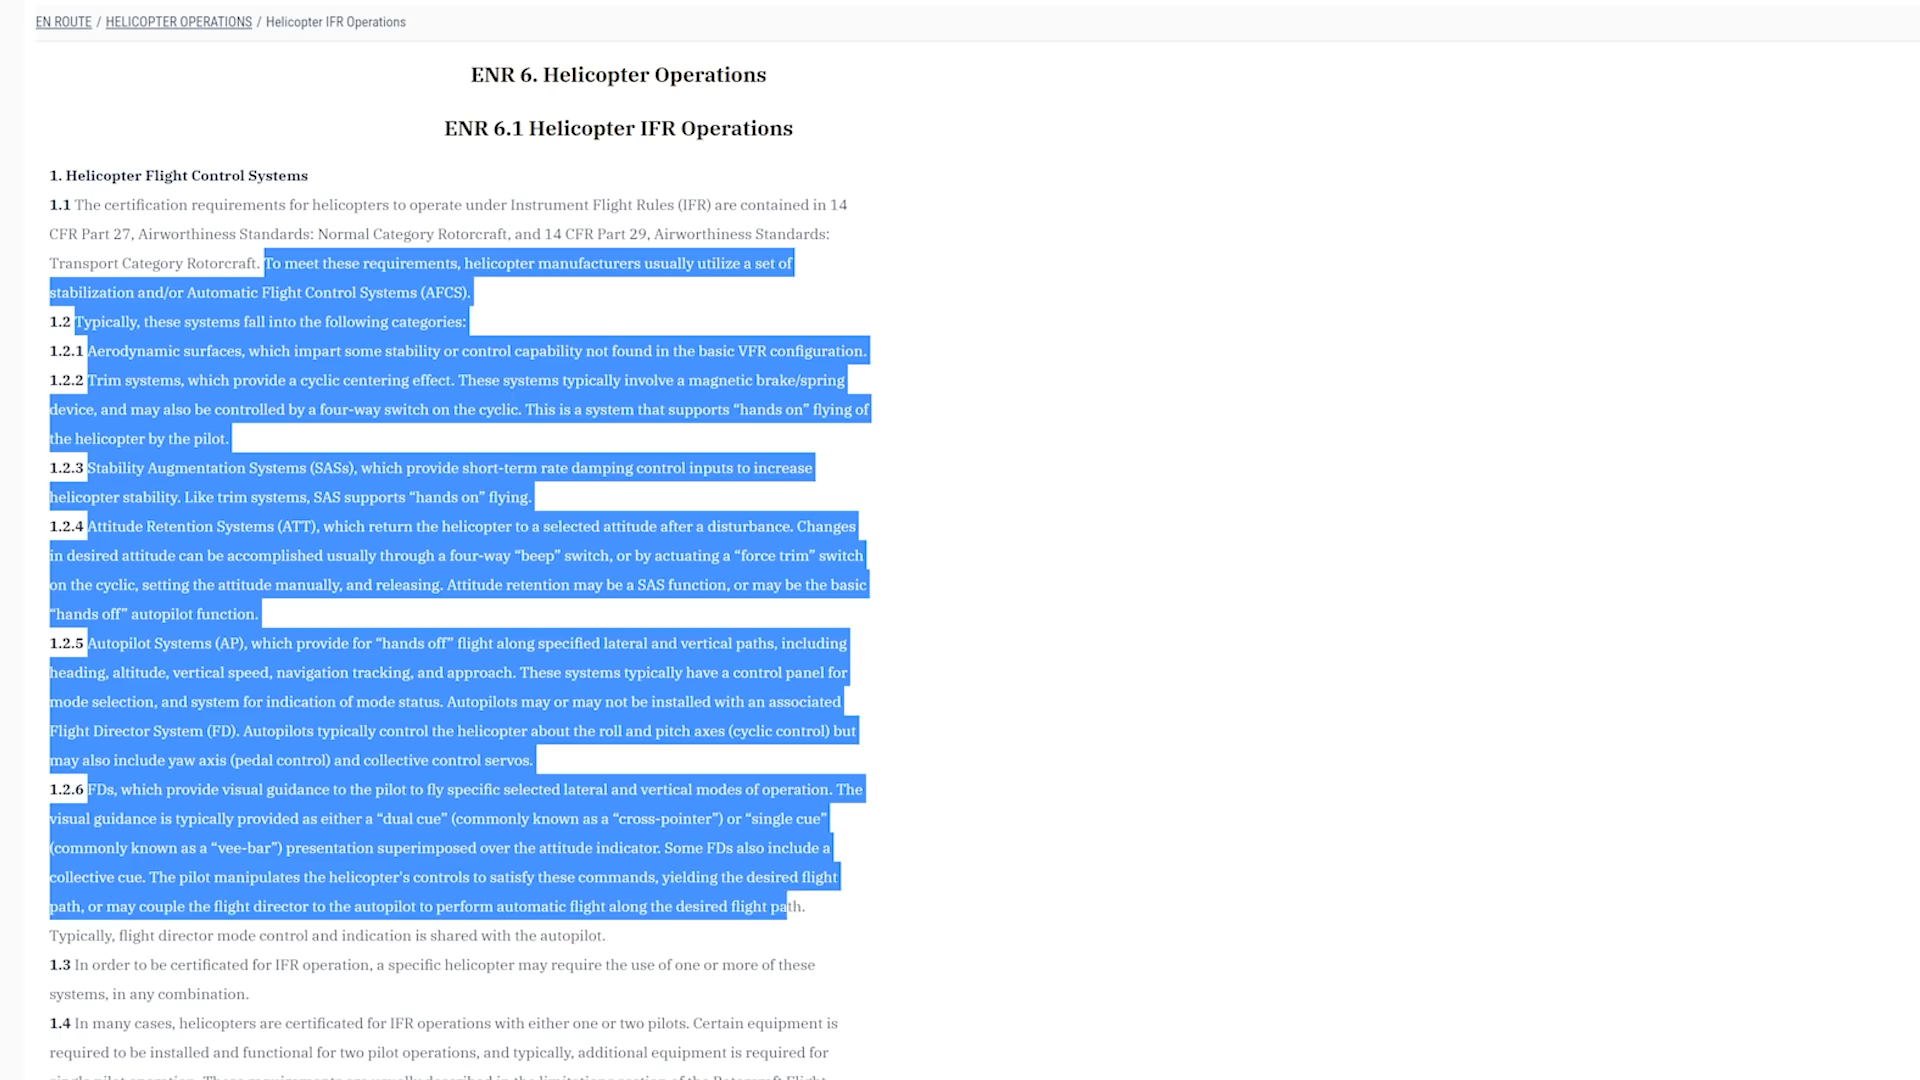 EN ROUTE / HELICOPTER OPERATIONS / Helicopter IFR Operations
ENR 6. Helicopter Operations
ENR 6.1 Helicopter IFR Operations
1. Helicopter Flight Control Systems
1.1 The certification requirements for helicopters to operate under Instrument Flight Rules (IFR) are contained in 14
CFR Part 27, Airworthiness Standards: Normal Category Rotorcraft, and 14 CFR Part 29, Airworthiness Standards:
Transport Category Rotorcraft. To meet these requirements, helicopter manufacturers usually utilize a set of
stabilization and/or Automatic Flight Control Systems (AFCS).
1.2 Typically, these systems fall into the following categories:
1.2.1 Aerodynamic surfaces, which impart some stability or control capability not found in the basic VFR configuration.
1.2.2 Trim systems, which provide a cyclic centering effect. These systems typically involve a magnetic brake/spring
device, and may also be controlled by a four-way switch on the cyclic. This is a system that supports “hands on” flying of
the helicopter by the pilot.
1.2.3 Stability Augmentation Systems (SASs), which provide short-term rate damping control inputs to increase
helicopter stability. Like trim systems, SAS supports “hands on” flying.
1.2.4 Attitude Retention Systems (ATT), which return the helicopter to a selected attitude after a disturbance. Changes
in desired attitude can be accomplished usually through a four-way “beep” switch, or by actuating a “force trim” switch
on the cyclic, setting the attitude manually, and releasing. Attitude retention may be a SAS function, or may be the basic
“hands off” autopilot function.
1.2.5 Autopilot Systems (AP), which provide for “hands off” flight along specified lateral and vertical paths, including
heading, altitude, vertical speed, navigation tracking, and approach. These systems typically have a control panel for
mode selection, and system for indication of mode status. Autopilots may or may not be installed with an associated
Flight Director System (FD). Autopilots typically control the helicopter about the roll and pitch axes (cyclic control) but
may also include yaw axis (pedal control) and collective control servos.
1.2.6 FDs, which provide visual guidance to the pilot to fly specific selected lateral and vertical modes of operation. The
visual guidance is typically provided as either a “dual cue” (commonly known as a “cross-pointer”) or “single cue”
(commonly known as a “vee-bar”) presentation superimposed over the attitude indicator. Some FDs also include a
collective cue. The pilot manipulates the helicopter's controls to satisfy these commands, yielding the desired flight
path, or may couple the flight director to the autopilot to perform automatic flight along the desired flight path.
Typically, flight director mode control and indication is shared with the autopilot.
1.3 In order to be certificated for IFR operation, a specific helicopter may require the use of one or more of these
systems, in any combination.
1.4 In many cases, helicopters are certificated for IFR operations with either one or two pilots. Certain equipment is
required to be installed and functional for two pilot operations, and typically, additional equipment is required for
single pilot operation. These requirements are usually described in the limitations section of the Rotorcraft Flight